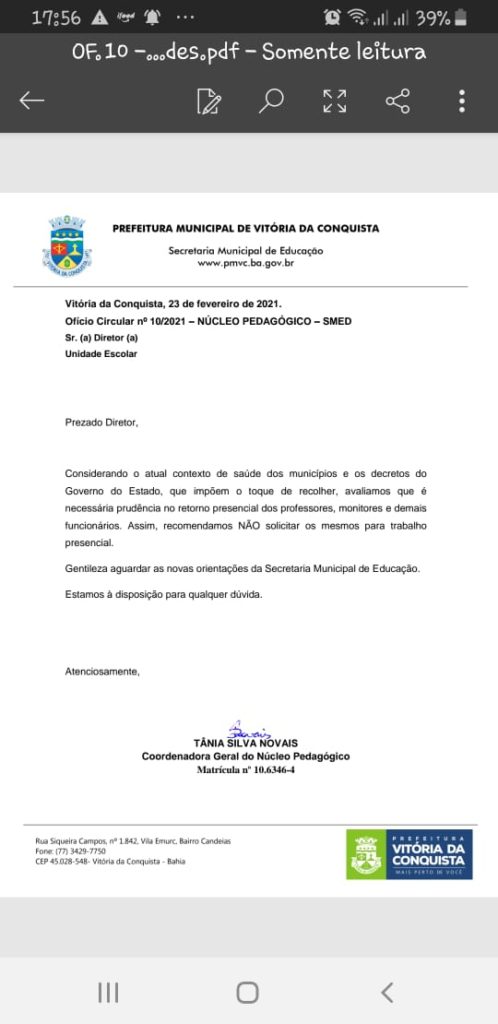 17:56 ifood ... 39%
OF.10 -...des.pdf - Somente leitura
PREFEITURA MUNICIPAL DE VITÓRIA DA CONQUISTA
Secretaria Municipal de Educação
www.pmvc.ba.gov.br
Vitória da Conquista, 23 de fevereiro de 2021.
Ofício Circular nº 10/2021 – NÚCLEO PEDAGÓGICO – SMED
Sr. (a) Diretor (a)
Unidade Escolar
Prezado Diretor,
Considerando o atual contexto de saúde dos municípios e os decretos do
Governo do Estado, que impõem o toque de recolher, avaliamos que é
necessária prudência no retorno presencial dos professores, monitores e demais
funcionários. Assim, recomendamos NÃO solicitar os mesmos para trabalho
presencial.
Gentileza aguardar as novas orientações da Secretaria Municipal de Educação.
Estamos à disposição para qualquer dúvida.
Atenciosamente,
TÂNIA SILVA NOVAIS
Coordenadora Geral do Núcleo Pedagógico
Matrícula nº 10.6346-4
Rua Siqueira Campos, nº 1.842, Vila Emurc, Bairro Candeias
Fone: (77) 3429-7750
CEP 45.028-548- Vitória da Conquista - Bahia
PREFEITURA
VITÓRIA DA
CONQUISTA
MAIS PERTO DE VOCÊ